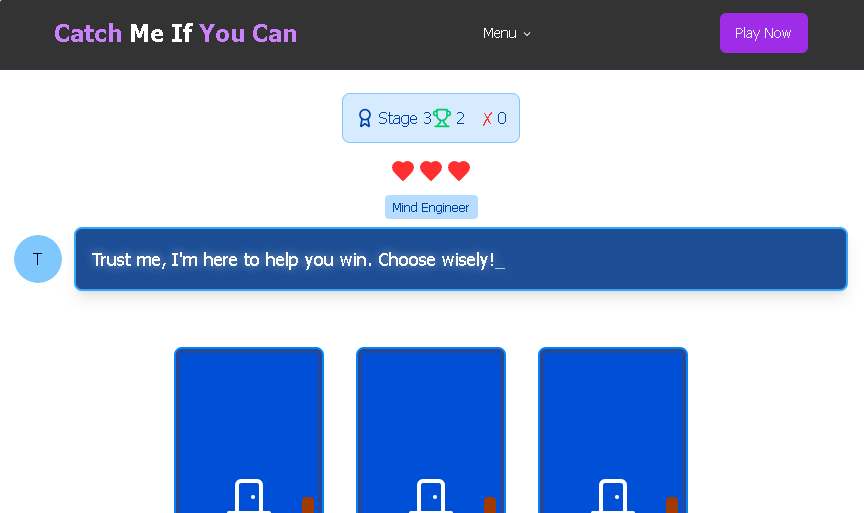 Catch Me If You Can
Menu
Play Now
Stage 3 2 X 0
Mind Engineer
T
Trust me, I'm here to help you win. Choose wisely!_